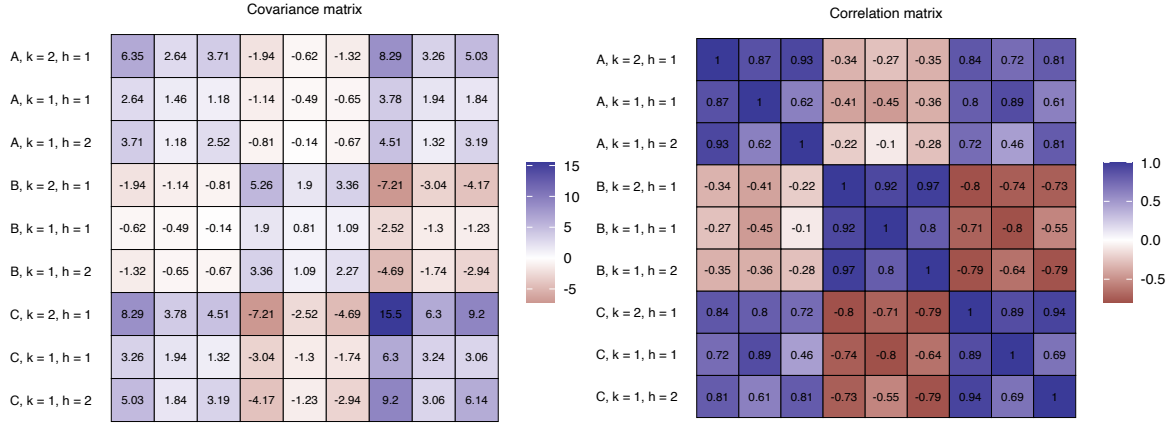 Covariance matrix
A, k = 2, h = 1 6.35 2.64 3.71 -1.94 -0.62 -1.32 8.29 3.26 5.03
A, k = 1, h = 1 2.64 1.46 1.18 -1.14 -0.49 -0.65 3.78 1.94 1.84
A, k = 1, h = 2 3.71 1.18 2.52 -0.81 -0.14 -0.67 4.51 1.32 3.19
B, k = 2, h = 1 -1.94 -1.14 -0.81 5.26 1.9 3.36 -7.21 -3.04 -4.17
B, k = 1, h = 1 -0.62 -0.49 -0.14 1.9 0.81 1.09 -2.52 -1.3 -1.23
B, k = 1, h = 2 -1.32 -0.65 -0.67 3.36 1.09 2.27 -4.69 -1.74 -2.94
C, k = 2, h = 1 8.29 3.78 4.51 -7.21 -2.52 -4.69 15.5 6.3 9.2
C, k = 1, h = 1 3.26 1.94 1.32 -3.04 -1.3 -1.74 6.3 3.24 3.06
C, k = 1, h = 2 5.03 1.84 3.19 -4.17 -1.23 -2.94 9.2 3.06 6.14
15
10
5
0
-5
Correlation matrix
A, k = 2, h = 1 1 0.87 0.93 -0.34 -0.27 -0.35 0.84 0.72 0.81
A, k = 1, h = 1 0.87 1 0.62 -0.41 -0.45 -0.36 0.8 0.89 0.61
A, k = 1, h = 2 0.93 0.62 1 -0.22 -0.1 -0.28 0.72 0.46 0.81
B, k = 2, h = 1 -0.34 -0.41 -0.22 1 0.92 0.97 -0.8 -0.74 -0.73
B, k = 1, h = 1 -0.27 -0.45 -0.1 0.92 1 0.8 -0.71 -0.8 -0.55
B, k = 1, h = 2 -0.35 -0.36 -0.28 0.97 0.8 1 -0.79 -0.64 -0.79
C, k = 2, h = 1 0.84 0.8 0.72 -0.8 -0.71 -0.79 1 0.89 0.94
C, k = 1, h = 1 0.72 0.89 0.46 -0.74 -0.8 -0.64 0.89 1 0.69
C, k = 1, h = 2 0.81 0.61 0.81 -0.73 -0.55 -0.79 0.94 0.69 1
1.0
0.5
0.0
-0.5